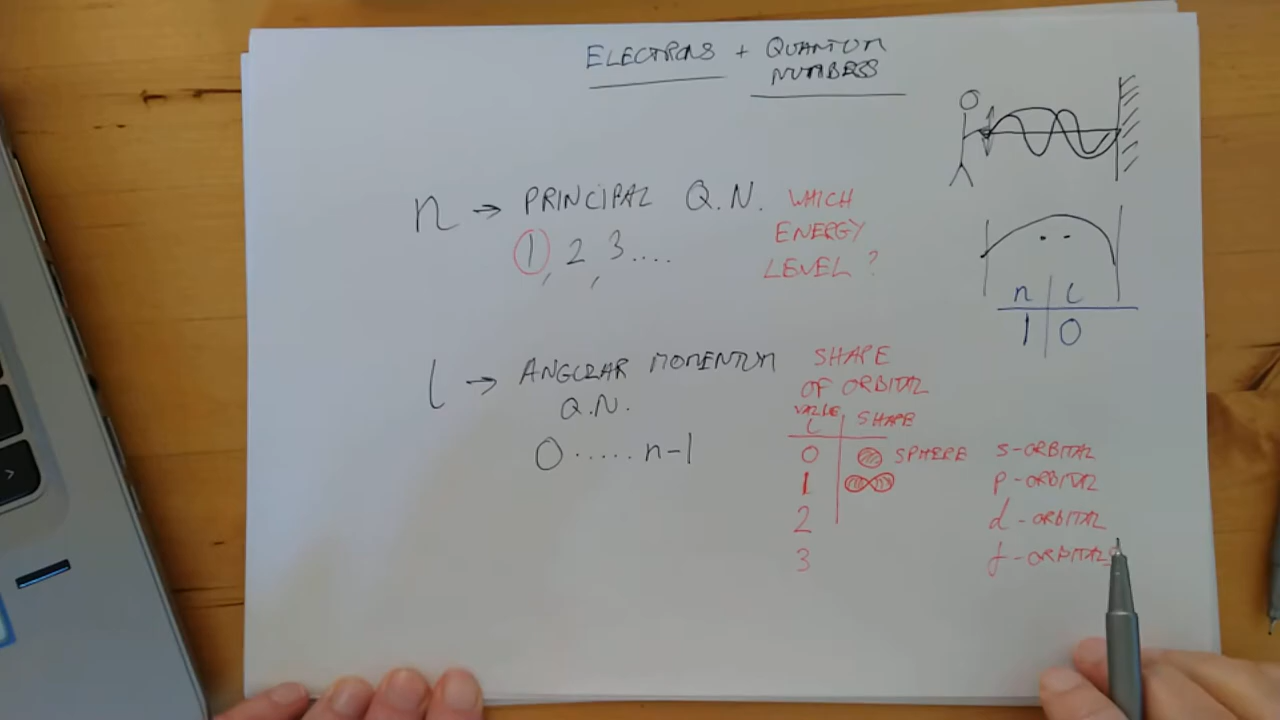 ELECTRONS + QUANTUM
NUMBERS
n → PRINCIPAL Q.N.
1, 2, 3....
WHICH
ENERGY
LEVEL ?
n | l
1 | 0
l → ANGULAR MOMENTUM
Q.N.
0......n-1
SHAPE
OF ORBITAL
VALUE
l | SHAPE
0 SPHERE s-ORBITAL
1 p-ORBITAL
2 d-ORBITAL
3 f-ORBITAL